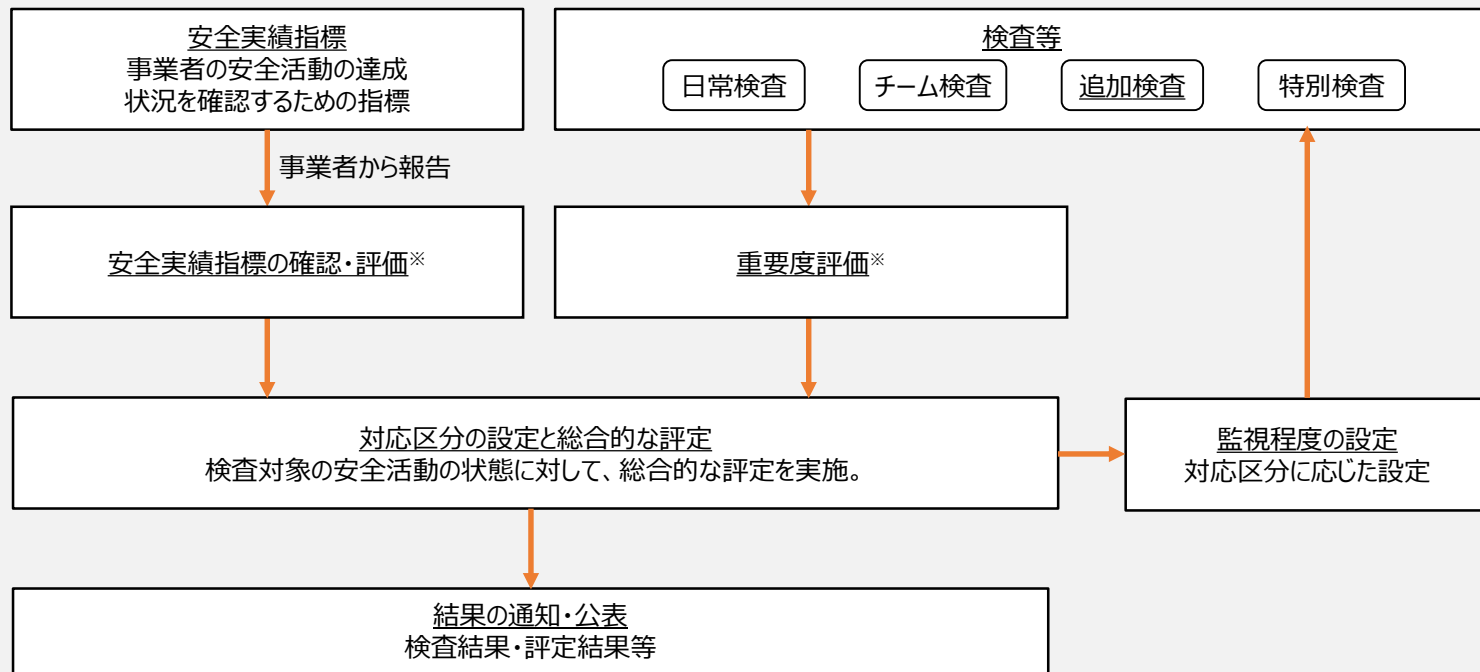 安全実績指標
事業者の安全活動の達成
状況を確認するための指標
検査等
日常検査
チーム検査
追加検査
特別検査
事業者から報告
安全実績指標の確認・評価※
重要度評価※
対応区分の設定と総合的な評定
検査対象の安全活動の状態に対して、総合的な評定を実施。
監視程度の設定
対応区分に応じた設定
結果の通知・公表
検査結果・評定結果等